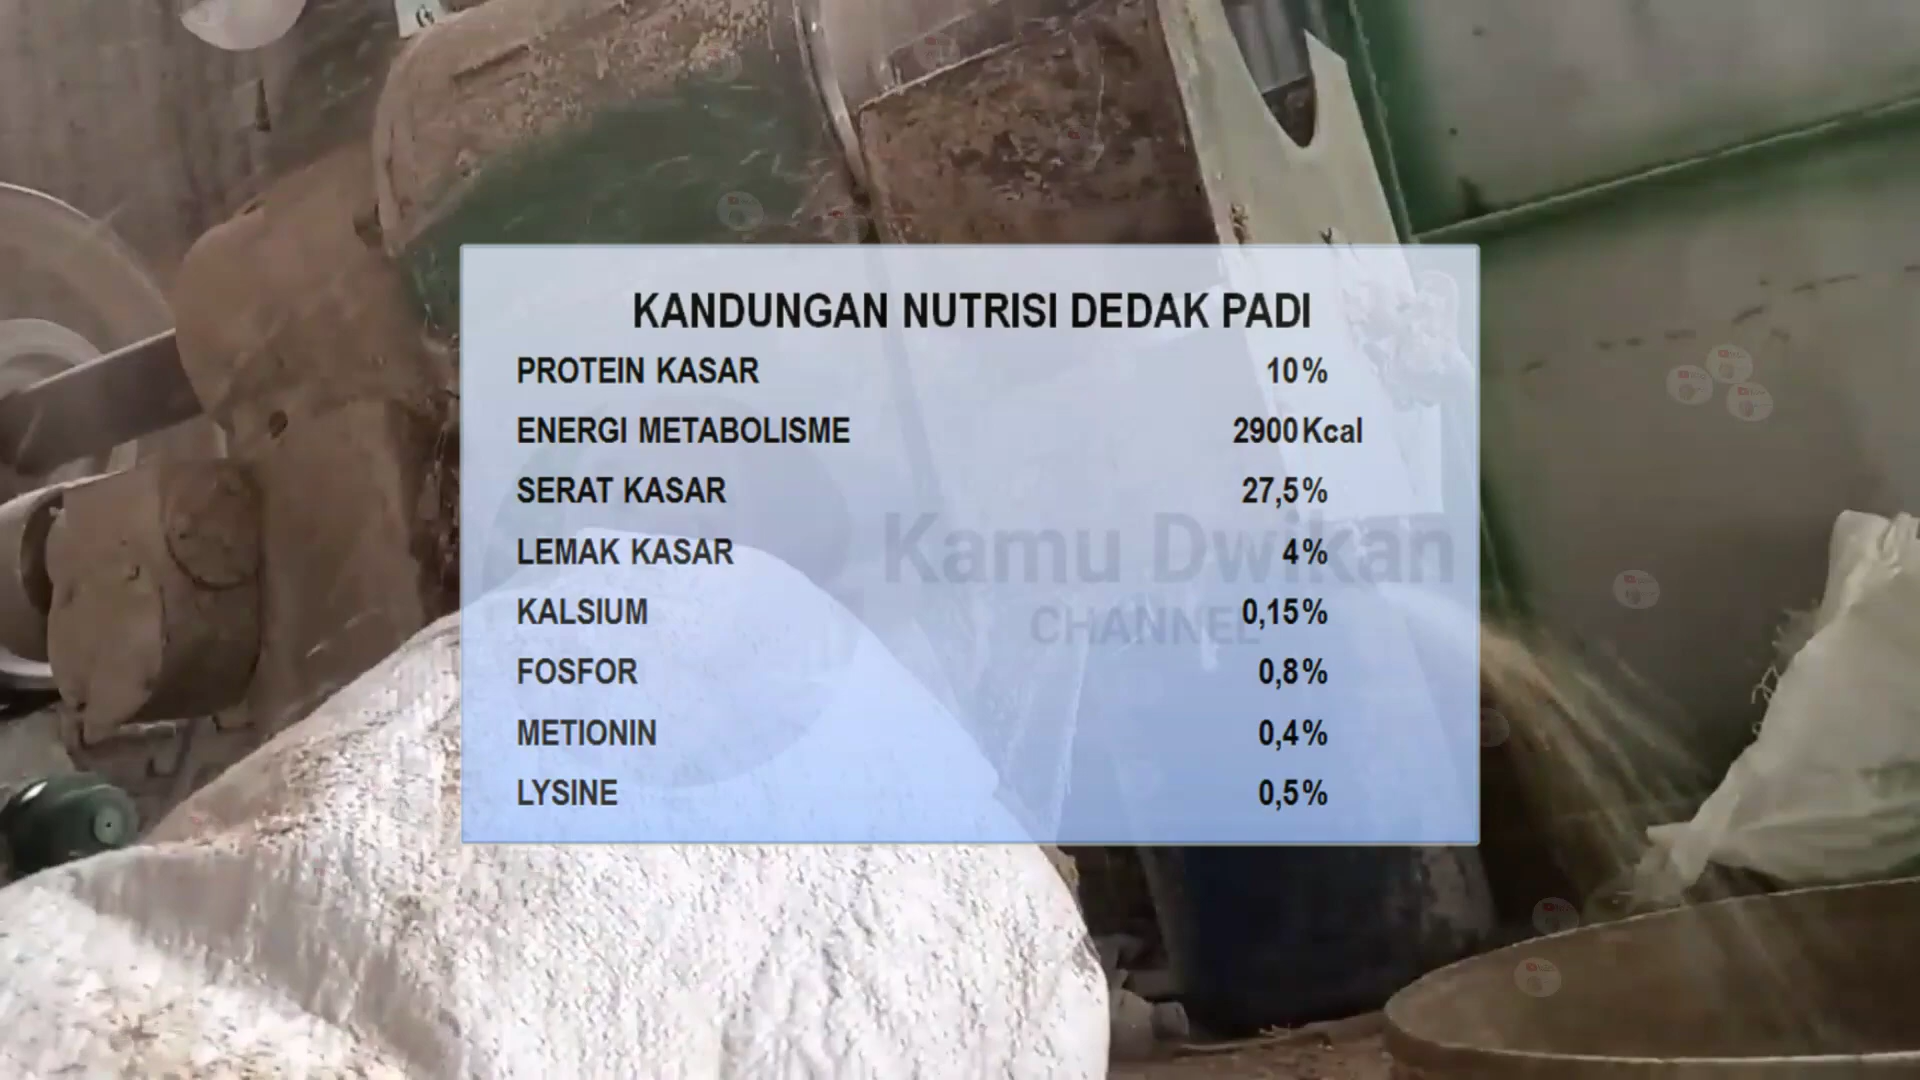 KANDUNGAN NUTRISI DEDAK PADI
PROTEIN KASAR 10%
ENERGI METABOLISME 2900 Kcal
SERAT KASAR 27,5%
LEMAK KASAR 4%
KALSIUM 0,15%
FOSFOR 0,8%
METIONIN 0,4%
LYSINE 0,5%
Kamu Dwikan
CHANNEL